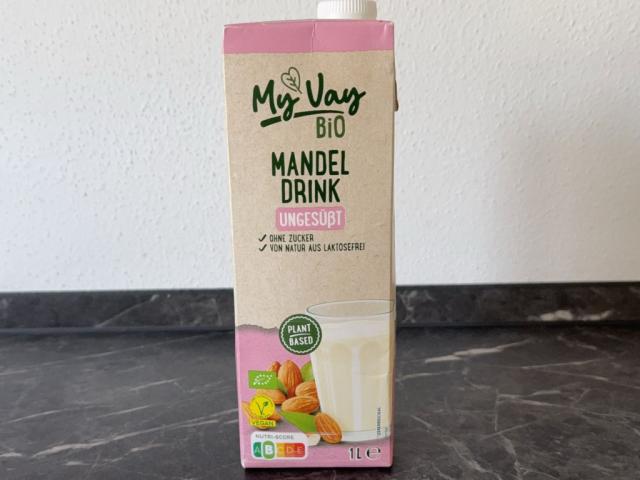 My Vay
BiO
MANDEL
DRINK
UNGESÜßT
OHNE ZUCKER
VON NATUR AUS LAKTOSEFREI
PLANT
BASED
VEGAN
NUTRI-SCORE
A B C D E
1L e